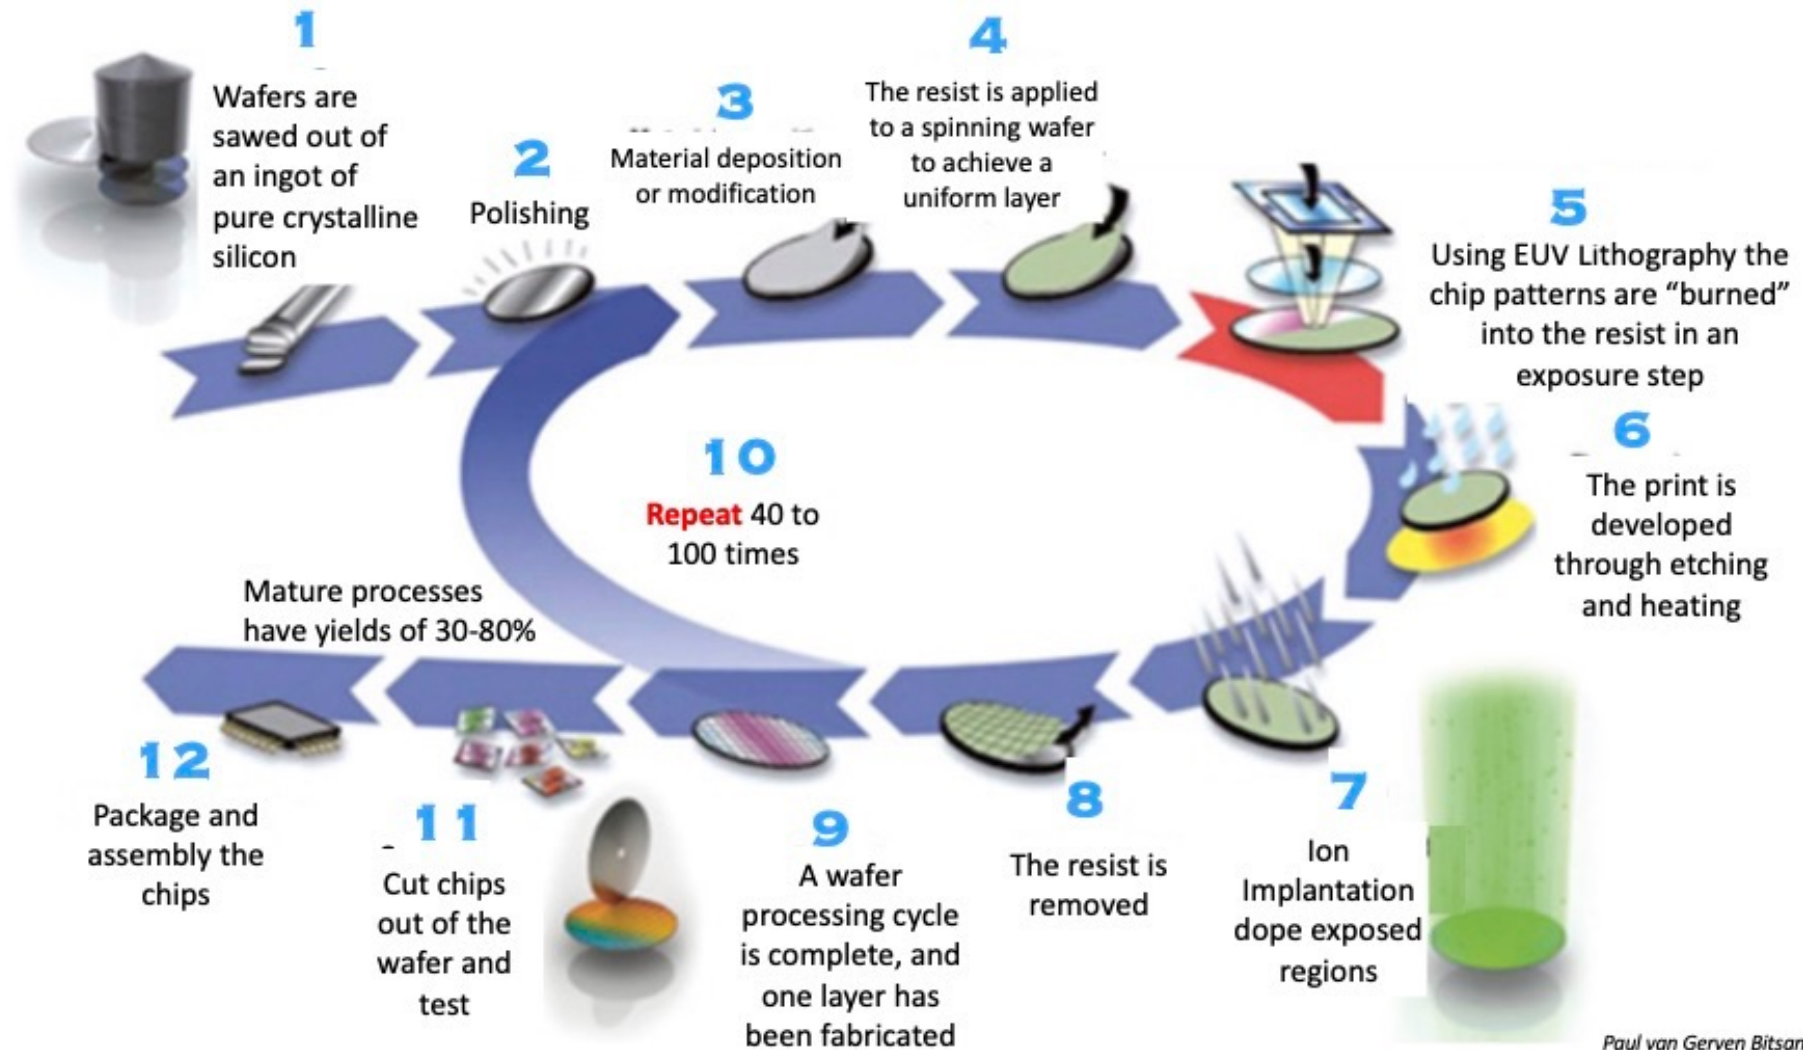 1
Wafers are
sawed out of
an ingot of
pure crystalline
silicon
2
Polishing
3
Material deposition
or modification
4
The resist is applied
to a spinning wafer
to achieve a
uniform layer
5
Using EUV Lithography the
chip patterns are “burned”
into the resist in an
exposure step
6
The print is
developed
through etching
and heating
7
Ion
Implantation
dope exposed
regions
8
The resist is
removed
9
A wafer
processing cycle
is complete, and
one layer has
been fabricated
10
Repeat 40 to
100 times
Mature processes
have yields of 30-80%
11
Cut chips
out of the
wafer and
test
12
Package and
assembly the
chips
Paul van Gerven Bitsan